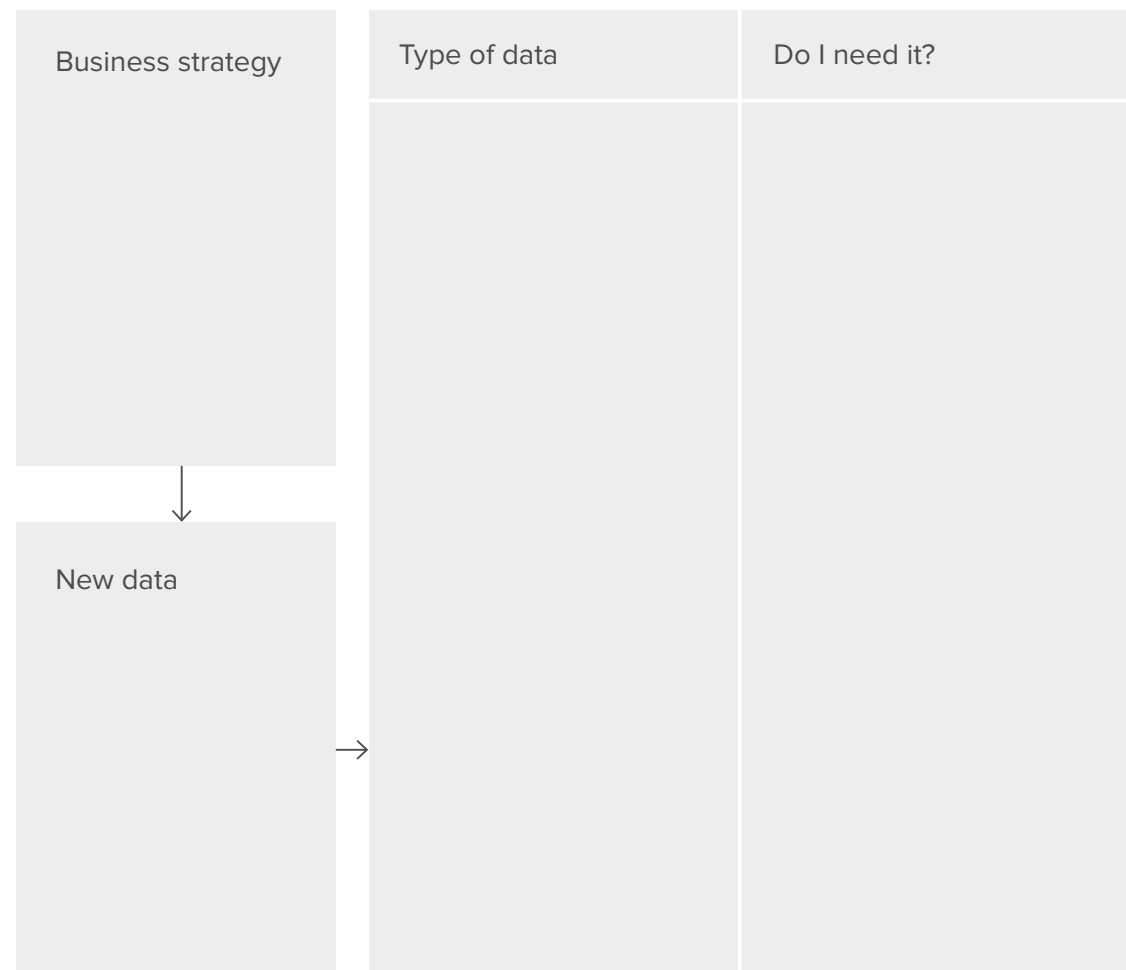 Business strategy
Type of data
Do I need it?
New data